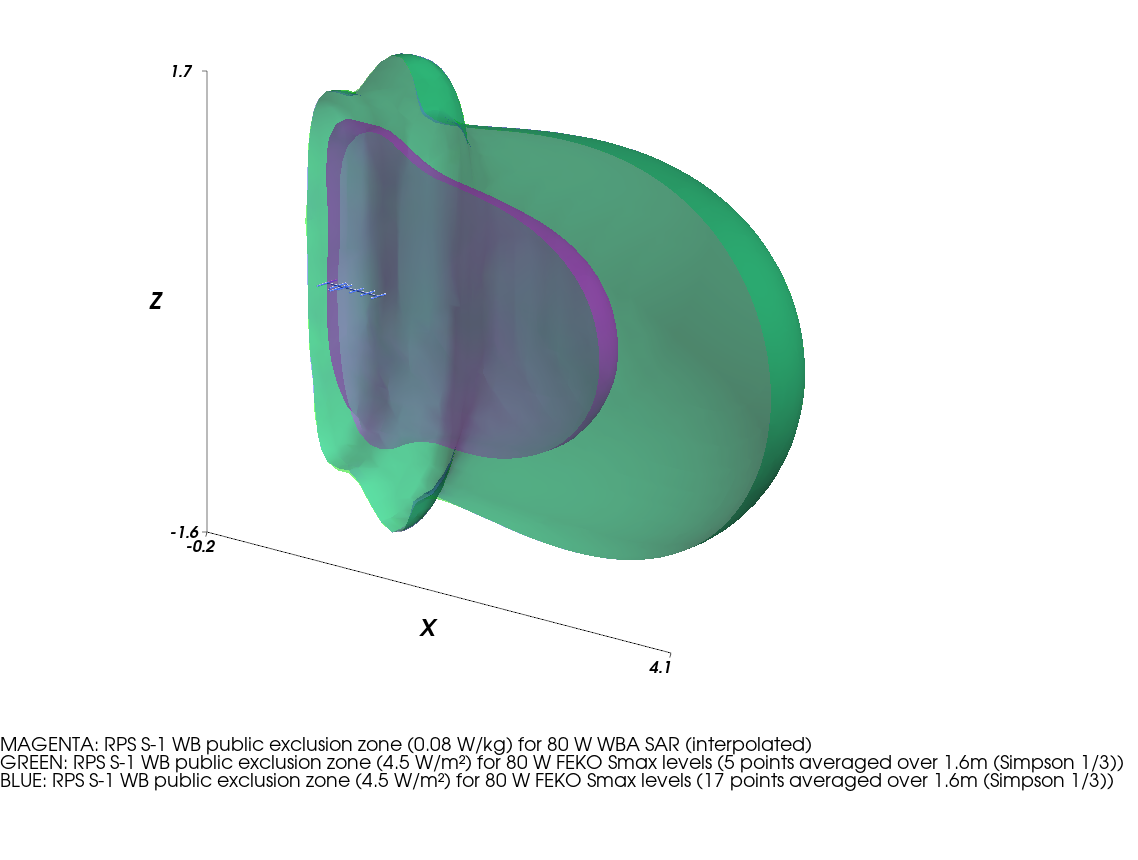 1.7
Z
-1.6
-0.2
X
4.1
MAGENTA: RPS S-1 WB public exclusion zone (0.08 W/kg) for 80 W WBA SAR (interpolated)
GREEN: RPS S-1 WB public exclusion zone (4.5 W/m²) for 80 W FEKO Smax levels (5 points averaged over 1.6m (Simpson 1/3))
BLUE: RPS S-1 WB public exclusion zone (4.5 W/m²) for 80 W FEKO Smax levels (17 points averaged over 1.6m (Simpson 1/3))